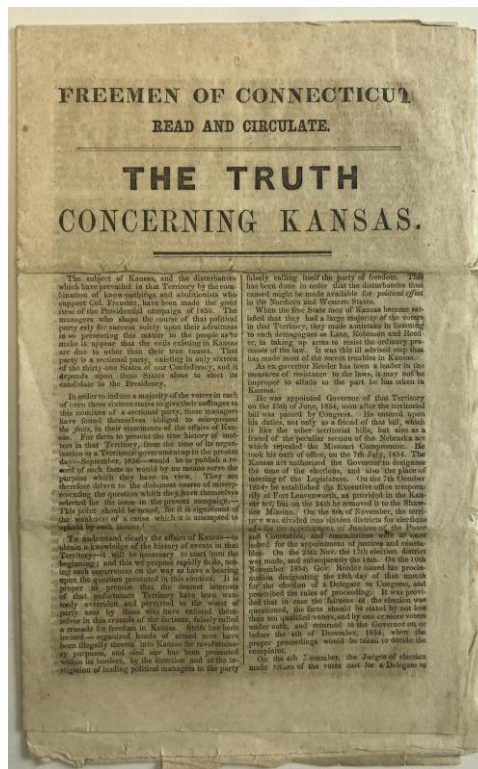 FREEMEN OF CONNECTICUT
READ AND CIRCULATE.
THE TRUTH
CONCERNING KANSAS.
The subject of Kansas, and the disturbances
which have prevailed in that Territory by the com-
bination of know-nothings and abolitionists who
support Col. Fremont, have been made the great
issue of the Presidential campaign of 1856. The
managers who shape the course of that political
party rely for success solely upon their adroitness
in so presenting this matter to the people as to
make it appear that the evils existing in Kansas
are due to other than their true causes. That
party is a sectional party, existing in only sixteen
of the thirty-one States of our Confederacy, and it
depends upon those States alone to elect its
candidate to the Presidency.
In order to induce a majority of the voters in each
of even these sixteen states to give their suffrages to
this nominee of a sectional party, these managers
have found themselves obliged to misrepresent
the facts, in their statements of the affairs of Kan-
sas. For them to present the true history of mat-
ters in that Territory, from the time of its organ-
ization as a Territorial government up to the present
day—September, 1856—would be to publish a re-
cord of such facts as would by no means serve the
purpose which they have in view. They are
therefore driven to the dishonest course of misrep-
resenting the question which they have themselves
selected for the issue in the present campaign.—
This point should be noted, for it is significant of
the weakness of a cause which it is attempted to
uphold by such means!
To understand clearly the affairs of Kansas—to
obtain a knowledge of the history of events in that
Territory—it will be necessary to start from the
beginning; and this we propose rapidly to do, not-
ing such occurrences on the way as have a bearing
upon the question presented in this election. It is
proper to premise that the dearest interests
of that unfortunate Territory have been wan-
tonly overriden and perverted to the worst of
party uses by those who have enlisted them-
selves in this crusade of the factions, falsely called
a crusade for freedom in Kansas. Strife has been
incited—organized bands of armed men have
been illegally thrown into Kansas for revolution-
ary purposes, and civil war has been promoted
within its borders, by the direction and at the in-
stigation of leading political managers in the party
falsely calling itself the party of freedom. This
has been done in order that the disturbances thus
caused might be made available for political effect
in the Northern and Western States.
When the free State men of Kansas became sat-
isfied that they had a large majority of the voters
in that Territory, they made a mistake in listening
to such demagogues as Lane, Robinson and Reed-
er, in taking up arms to resist the ordinary pro-
cesses of the law. It was this ill advised step that
has made most of the recent troubles in Kansas.
As ex-governor Reeder has been a leader in the
measures of resistance to the laws, it may not be
improper to allude to the part he has taken in
Kansas.
He was appointed Governor of that Territory
on the 25th of June, 1854, soon after the territorial
bill was passed by Congress. He entered upon
his duties, not only as a friend of that bill, which
is like the other territorial bills, but also as a
friend of the peculiar section of the Nebraska act
which repealed the Missouri Compromise. He
took his oath of office, on the 7th July, 1854. The
Kansas act authorized the Governor to designate
the time of the elections, and also the place of
meeting of the Legislature. On the 7th October
1854 he established the Executive office tempora-
rily at Fort Leavenworth, as provided in the Kan-
sas act, but on the 24th he removed it to the Shaw-
nee Mission. On the 8th of November, the terri-
tory was divided into sixteen districts for elections
and for the appointment of Justices of the Peace
and Constables, and commissions were at once
issued for the appointment of justices and consta-
bles. On the 25th Nov. the 17th election district
was made, and subsequently the 18th. On the 10th
November 1854, Gov. Reeder issued his procla-
mation designating the 29th day of that month
for the election of a Delegate to Congress, and
prescribed the rules of proceeding. It was provi-
ded that in case the fairness of the election was
questioned, the facts should be stated by not less
than ten qualified voters, and by one or more voters
under oath, and returned to the Governor on or
before the 4th of December, 1854, when the
proper proceedings would be taken to decide the
complaint.
On the 4th December, the Judges of election
made return of the votes cast for a Delegate to